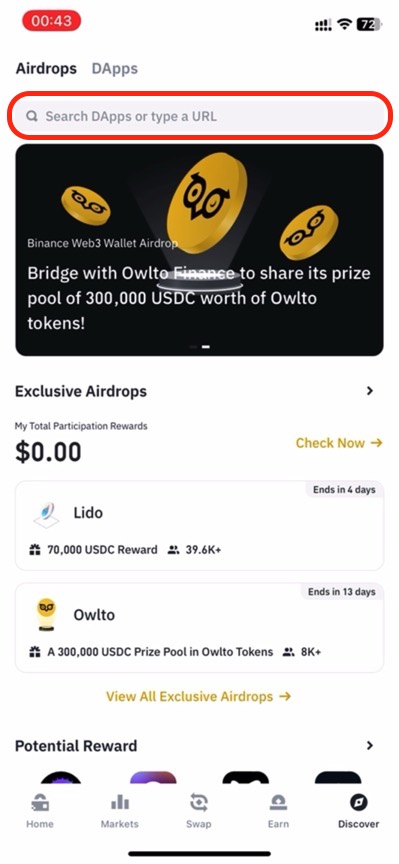 00:43
72
Airdrops DApps
Search DApps or type a URL
Binance Web3 Wallet Airdrop
Bridge with Owlto Finance to share its prize
pool of 300,000 USDC worth of Owlto
tokens!
Exclusive Airdrops
My Total Participation Rewards
$0.00
Check Now →
Ends in 4 days
Lido
70,000 USDC Reward 39.6K+
Ends in 13 days
Owlto
A 300,000 USDC Prize Pool in Owlto Tokens 8K+
View All Exclusive Airdrops →
Potential Reward
Home Markets Swap Earn Discover